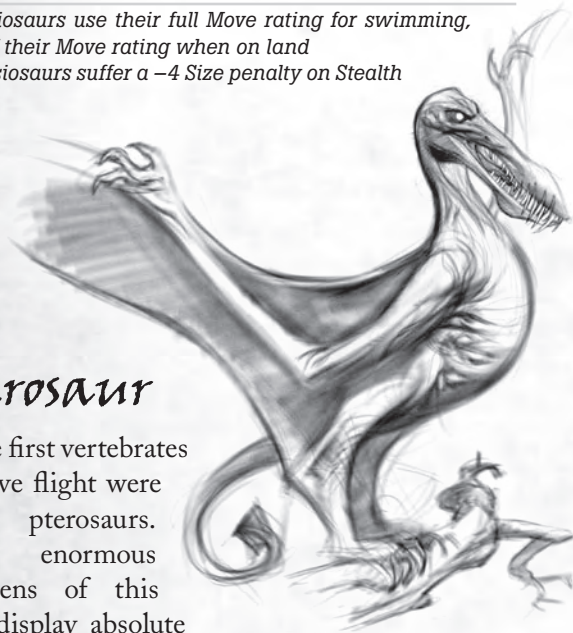 iosaurs use their full Move rating for swimming,
their Move rating when on land
siosaurs suffer a –4 Size penalty on Stealth
rosaur
e first vertebrates
ve flight were
pterosaurs.
enormous
ens of this
display absolute